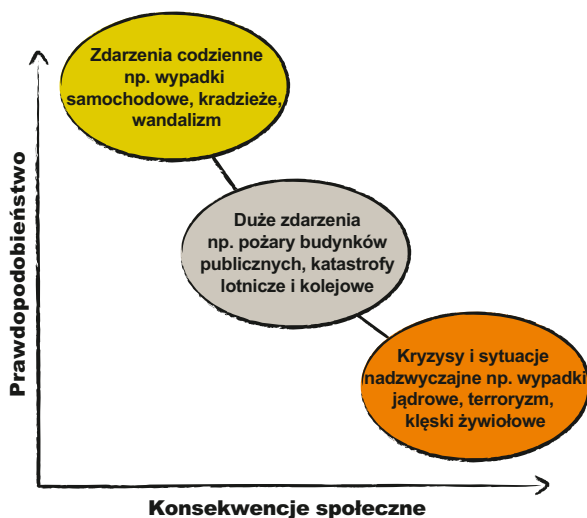 Zdarzenia codzienne
np. wypadki
samochodowe, kradzieże,
wandalizm
Prawdopodobieństwo
Duże zdarzenia
np. pożary budynków
publicznych, katastrofy
lotnicze i kolejowe
Kryzysy i sytuacje
nadzwyczajne np. wypadki
jądrowe, terroryzm,
klęski żywiołowe
Konsekwencje społeczne